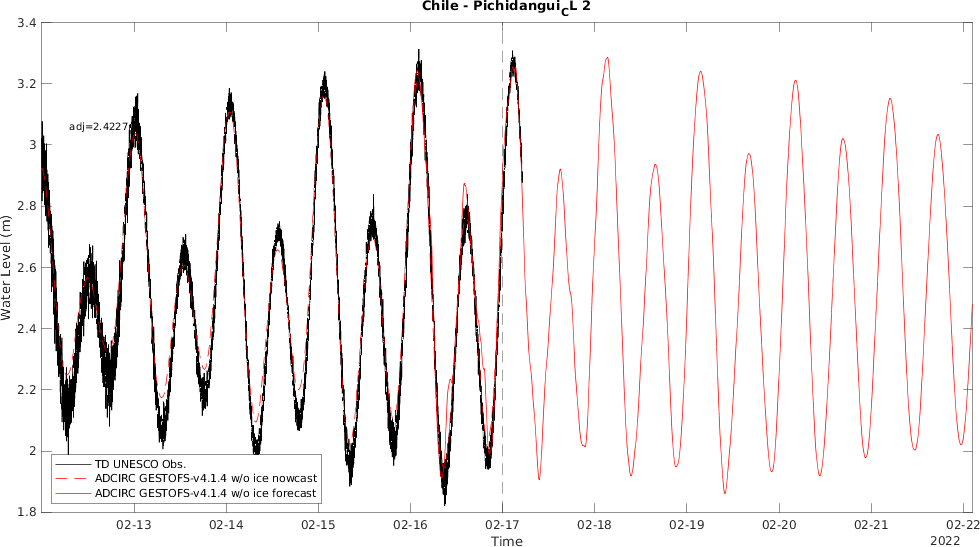 Chile - PichidanguiCL 2
3.4
3.2
3
2.8
2.6
2.4
2.2
2
1.8
Water Level (m)
adj=2.4227
TD UNESCO Obs.
ADCIRC GESTOFS-v4.1.4 w/o ice nowcast
ADCIRC GESTOFS-v4.1.4 w/o ice forecast
02-13 02-14 02-15 02-16 02-17 02-18 02-19 02-20 02-21 02-22
Time
2022